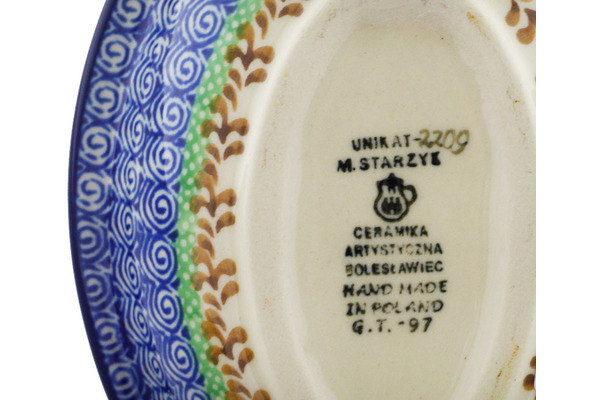 UNIKAT-2209
M. STARZYK
CERAMIKA
ARTYSTYCZNA
BOLESŁAWIEC
HAND MADE
IN POLAND
G.T.-97